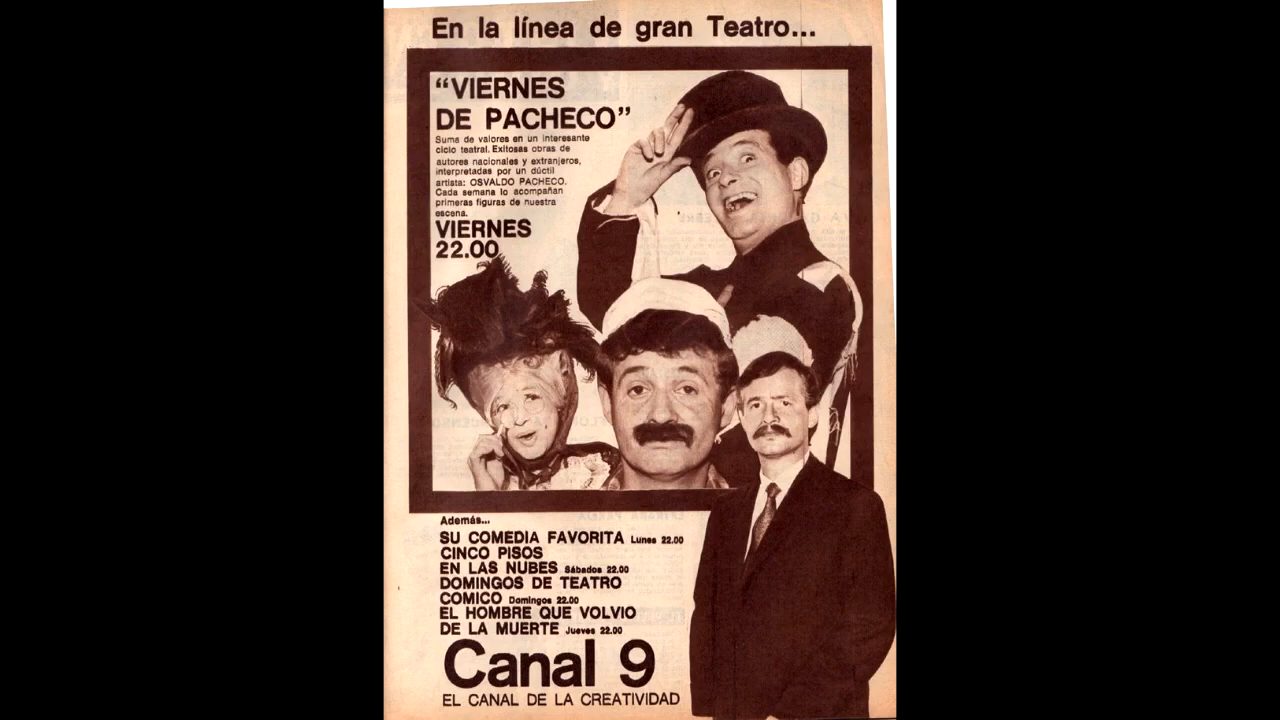 En la línea de gran Teatro...
“VIERNES
DE PACHECO”
Suma de valores en un interesante
ciclo teatral. Exitosas obras de
autores nacionales y extranjeros,
interpretadas por un dúctil
artista: OSVALDO PACHECO.
Cada semana lo acompañan
primeras figuras de nuestra
escena.
VIERNES
22.00
Además...
SU COMEDIA FAVORITA Lunes 22.00
CINCO PISOS
EN LAS NUBES Sábados 22.00
DOMINGOS DE TEATRO
COMICO Domingos 22.00
EL HOMBRE QUE VOLVIO
DE LA MUERTE Jueves 22.00
Canal 9
EL CANAL DE LA CREATIVIDAD